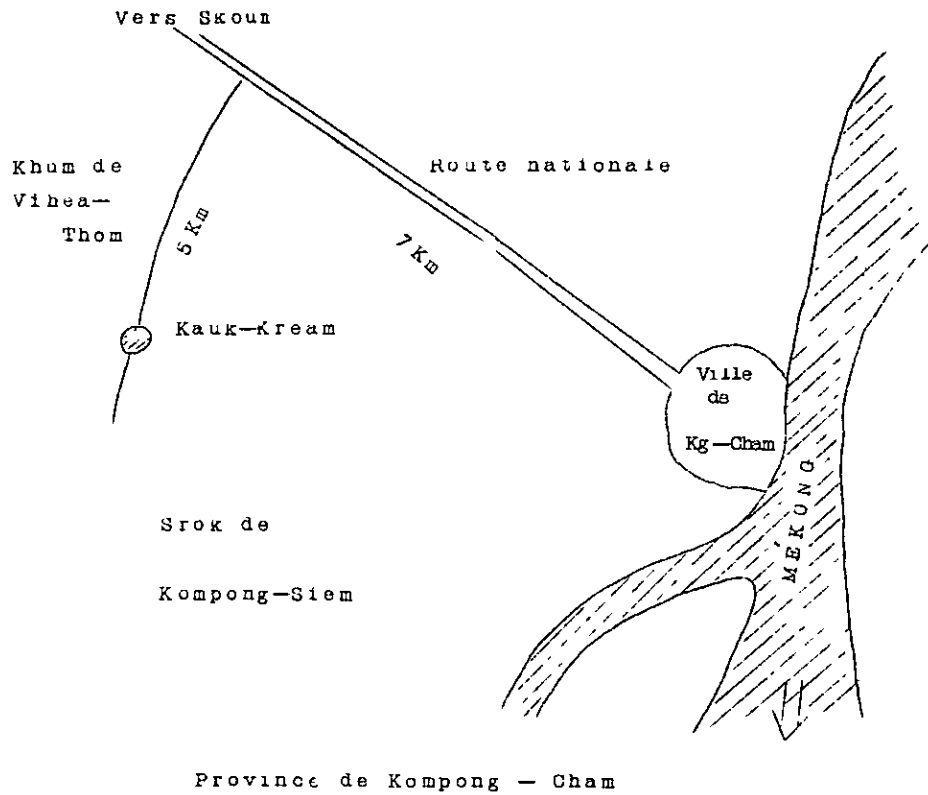 Vers Skoun
Khum de
Vihea—
Thom
Route nationale
5 Km
7 Km
Kauk—Kream
Ville
de
Kg—Cham
MÉKONG
Srok de
Kompong—Siem
Province de Kompong — Cham